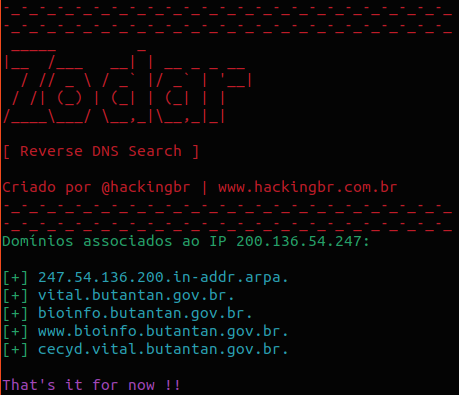 -_-_-_-_-_-_-_-_-_-_-_-_-_-_-_-_-_-_-_-_-_-_-_-_-_
-_-_-_-_-_-_-_-_-_-_-_-_-_-_-_-_-_-_-_-_-_-_-_-_-_
Zodar
[ Reverse DNS Search ]
Criado por @hackingbr | www.hackingbr.com.br
-_-_-_-_-_-_-_-_-_-_-_-_-_-_-_-_-_-_-_-_-_-_-_-_-_
-_-_-_-_-_-_-_-_-_-_-_-_-_-_-_-_-_-_-_-_-_-_-_-_-_
Domínios associados ao IP 200.136.54.247:
[+] 247.54.136.200.in-addr.arpa.
[+] vital.butantan.gov.br.
[+] bioinfo.butantan.gov.br.
[+] www.bioinfo.butantan.gov.br.
[+] cecyd.vital.butantan.gov.br.
That's it for now !!